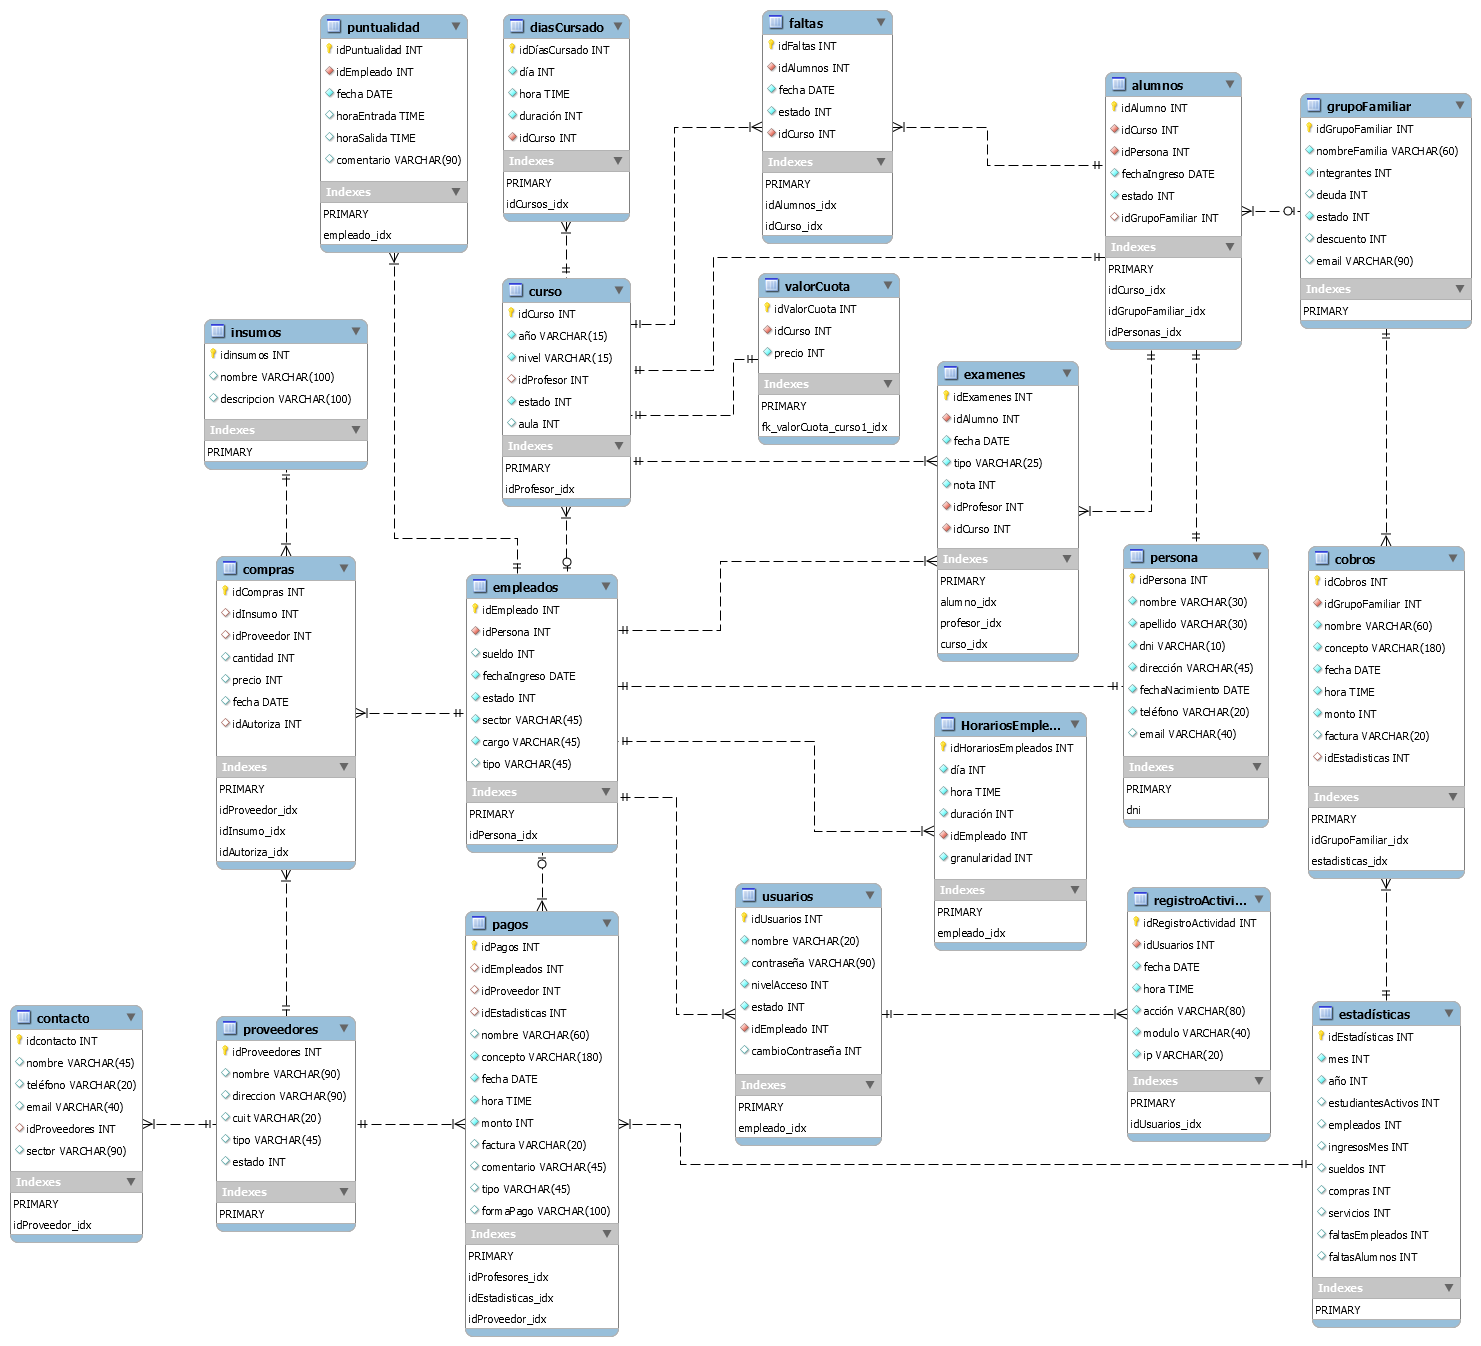 puntualidad
idPuntualidad INT
idEmpleado INT
fecha DATE
horaEntrada TIME
horaSalida TIME
comentario VARCHAR(90)
Indexes
PRIMARY
empleado_idx
diasCursado
idDíasCursado INT
día INT
hora TIME
duración INT
idCurso INT
Indexes
PRIMARY
idCursos_idx
faltas
idFaltas INT
idAlumnos INT
fecha DATE
estado INT
idCurso INT
Indexes
PRIMARY
idAlumnos_idx
idCurso_idx
alumnos
idAlumno INT
idCurso INT
idPersona INT
fechaIngreso DATE
estado INT
idGrupoFamiliar INT
Indexes
PRIMARY
idCurso_idx
idGrupoFamiliar_idx
idPersonas_idx
grupoFamiliar
idGrupoFamiliar INT
nombreFamilia VARCHAR(60)
integrantes INT
deuda INT
estado INT
descuento INT
email VARCHAR(90)
Indexes
PRIMARY
insumos
idinsumos INT
nombre VARCHAR(100)
descripcion VARCHAR(100)
Indexes
PRIMARY
curso
idCurso INT
año VARCHAR(15)
nivel VARCHAR(15)
idProfesor INT
estado INT
aula INT
Indexes
PRIMARY
idProfesor_idx
valorCuota
idValorCuota INT
idCurso INT
precio INT
Indexes
PRIMARY
fk_valorCuota_curso1_idx
examenes
idExamenes INT
idAlumno INT
fecha DATE
tipo VARCHAR(25)
nota INT
idProfesor INT
idCurso INT
Indexes
PRIMARY
alumno_idx
profesor_idx
curso_idx
compras
idCompras INT
idInsumo INT
idProveedor INT
cantidad INT
precio INT
fecha DATE
idAutoriza INT
Indexes
PRIMARY
idProveedor_idx
idInsumo_idx
idAutoriza_idx
empleados
idEmpleado INT
idPersona INT
sueldo INT
fechaIngreso DATE
estado INT
sector VARCHAR(45)
cargo VARCHAR(45)
tipo VARCHAR(45)
Indexes
PRIMARY
idPersona_idx
persona
idPersona INT
nombre VARCHAR(30)
apellido VARCHAR(30)
dni VARCHAR(10)
dirección VARCHAR(45)
fechaNacimiento DATE
teléfono VARCHAR(20)
email VARCHAR(40)
Indexes
PRIMARY
dni
cobros
idCobros INT
idGrupoFamiliar INT
nombre VARCHAR(60)
concepto VARCHAR(180)
fecha DATE
hora TIME
monto INT
factura VARCHAR(20)
idEstadisticas INT
Indexes
PRIMARY
idGrupoFamiliar_idx
estadisticas_idx
HorariosEmple...
idHorariosEmpleados INT
día INT
hora TIME
duración INT
idEmpleado INT
granularidad INT
Indexes
PRIMARY
empleado_idx
usuarios
idUsuarios INT
nombre VARCHAR(20)
contraseña VARCHAR(90)
nivelAcceso INT
estado INT
idEmpleado INT
cambioContraseña INT
Indexes
PRIMARY
empleado_idx
registroActivi...
idRegistroActividad INT
idUsuarios INT
fecha DATE
hora TIME
acción VARCHAR(80)
modulo VARCHAR(40)
ip VARCHAR(20)
Indexes
PRIMARY
idUsuarios_idx
contacto
idcontacto INT
nombre VARCHAR(45)
teléfono VARCHAR(20)
email VARCHAR(40)
idProveedores INT
sector VARCHAR(90)
Indexes
PRIMARY
idProveedor_idx
proveedores
idProveedores INT
nombre VARCHAR(90)
direccion VARCHAR(90)
cuit VARCHAR(20)
tipo VARCHAR(45)
estado INT
Indexes
PRIMARY
pagos
idPagos INT
idEmpleados INT
idProveedor INT
idEstadisticas INT
nombre VARCHAR(60)
concepto VARCHAR(180)
fecha DATE
hora TIME
monto INT
factura VARCHAR(20)
comentario VARCHAR(45)
tipo VARCHAR(45)
formaPago VARCHAR(100)
Indexes
PRIMARY
idProfesores_idx
idEstadisticas_idx
idProveedor_idx
estadísticas
idEstadísticas INT
mes INT
año INT
estudiantesActivos INT
empleados INT
ingresosMes INT
sueldos INT
compras INT
servicios INT
faltasEmpleados INT
faltasAlumnos INT
Indexes
PRIMARY